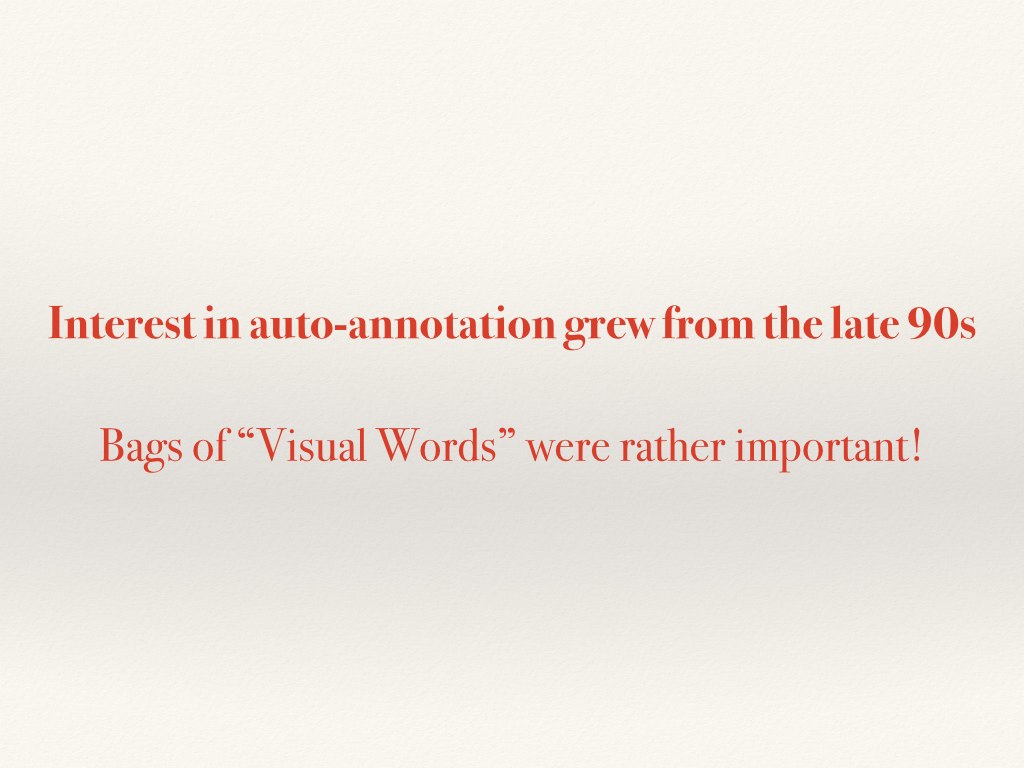 Interest in auto-annotation grew from the late 90s
Bags of “Visual Words” were rather important!